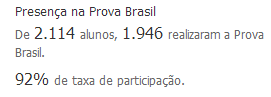 Presença na Prova Brasil
De 2.114 alunos, 1.946 realizaram a Prova
Brasil.
92% de taxa de participação.